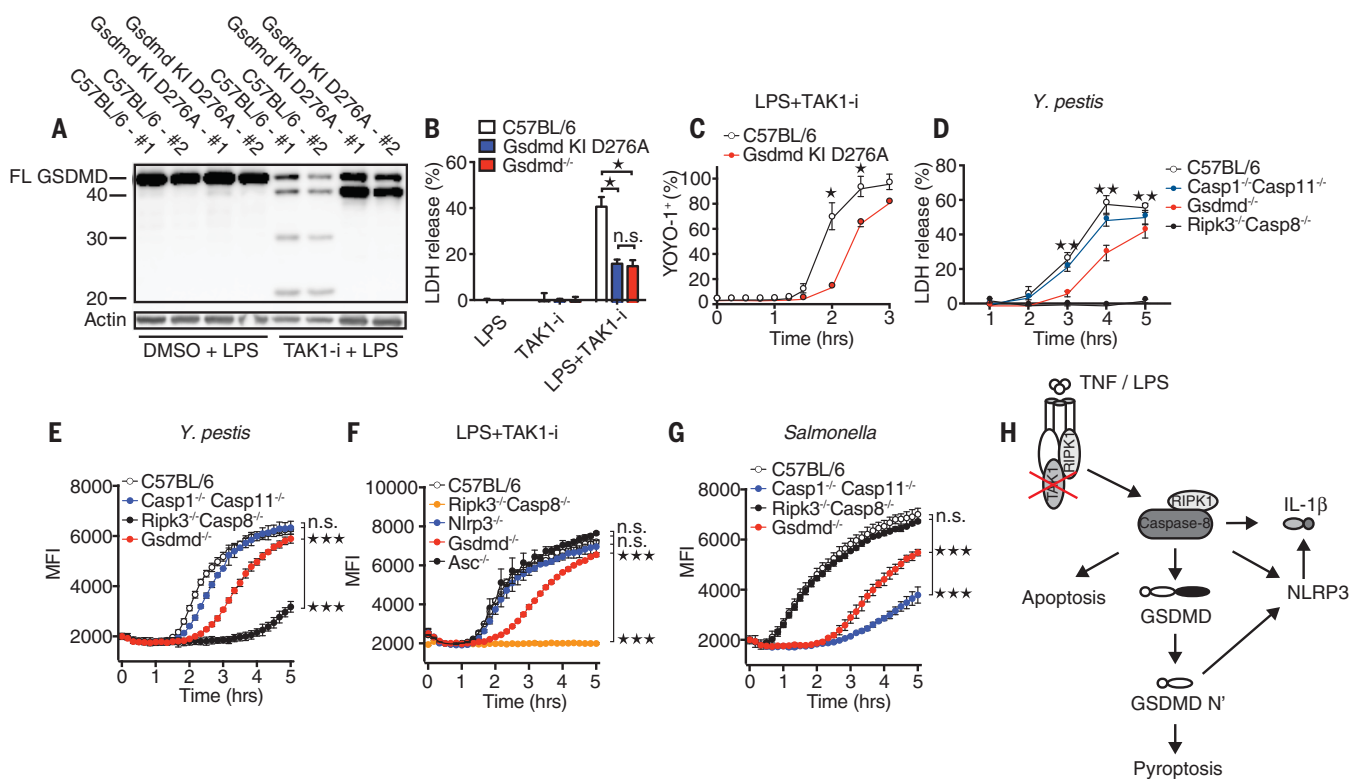 A
C57BL/6 - #1
C57BL/6 - #2
Gsdmd KI D276A - #1
Gsdmd KI D276A - #2
C57BL/6 - #1
C57BL/6 - #2
Gsdmd KI D276A - #1
Gsdmd KI D276A - #2
FL GSDMD
40
30
20
Actin
DMSO + LPS
TAK1-i + LPS
B
C57BL/6
Gsdmd KI D276A
Gsdmd-/-
LDH release (%)
60
40
20
0
★
★
n.s.
LPS
TAK1-i
LPS+TAK1-i
C
LPS+TAK1-i
C57BL/6
Gsdmd KI D276A
YOYO-1+ (%)
100
80
60
40
20
0
★
★
0 1 2 3
Time (hrs)
D
Y. pestis
C57BL/6
Casp1-/-Casp11-/-
Gsdmd-/-
Ripk3-/-Casp8-/-
LDH release (%)
80
60
40
20
0
★★
★★
★★
1 2 3 4 5
Time (hrs)
E
Y. pestis
C57BL/6
Casp1-/- Casp11-/-
Ripk3-/-Casp8-/-
Gsdmd-/-
MFI
8000
6000
4000
2000
n.s.
★★★
★★★
0 1 2 3 4 5
Time (hrs)
F
LPS+TAK1-i
C57BL/6
Ripk3-/-Casp8-/-
Nlrp3-/-
Gsdmd-/-
Asc-/-
MFI
10000
8000
6000
4000
2000
n.s.
n.s.
★★★
★★★
0 1 2 3 4 5
Time (hrs)
G
Salmonella
C57BL/6
Casp1-/- Casp11-/-
Ripk3-/-Casp8-/-
Gsdmd-/-
MFI
8000
6000
4000
2000
n.s.
★★★
★★★
0 1 2 3 4 5
Time (hrs)
H
TNF / LPS
RIPK1
TAK1
RIPK1
Caspase-8
IL-1β
Apoptosis
GSDMD
NLRP3
GSDMD N'
Pyroptosis